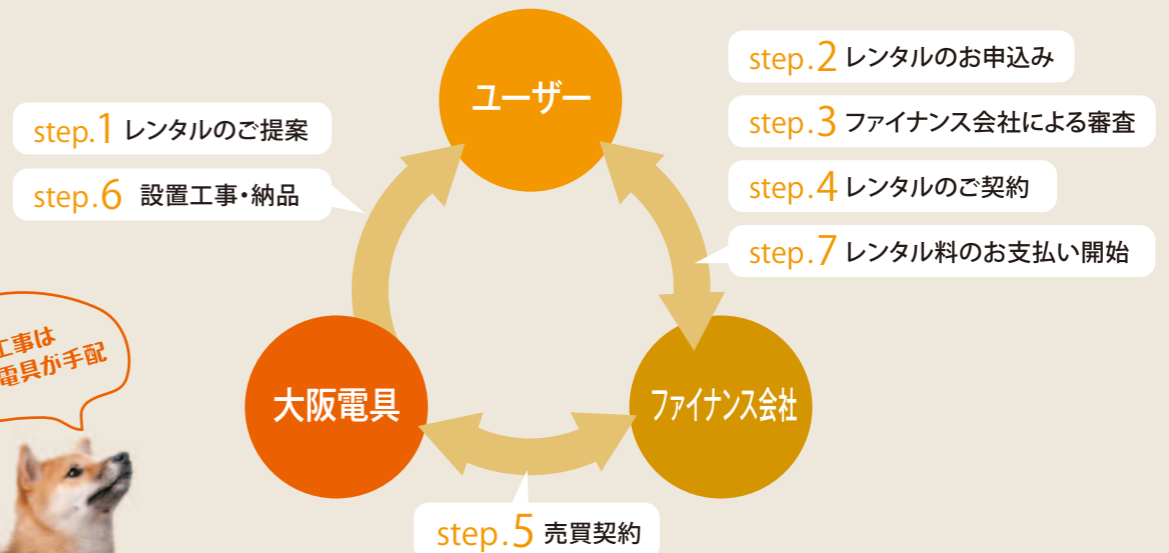 ユーザー
step.1 レンタルのご提案
step.6 設置工事・納品
step.2 レンタルのお申込み
step.3 ファイナンス会社による審査
step.4 レンタルのご契約
step.7 レンタル料のお支払い開始
工事は
電具が手配
大阪電具
ファイナンス会社
step.5 売買契約